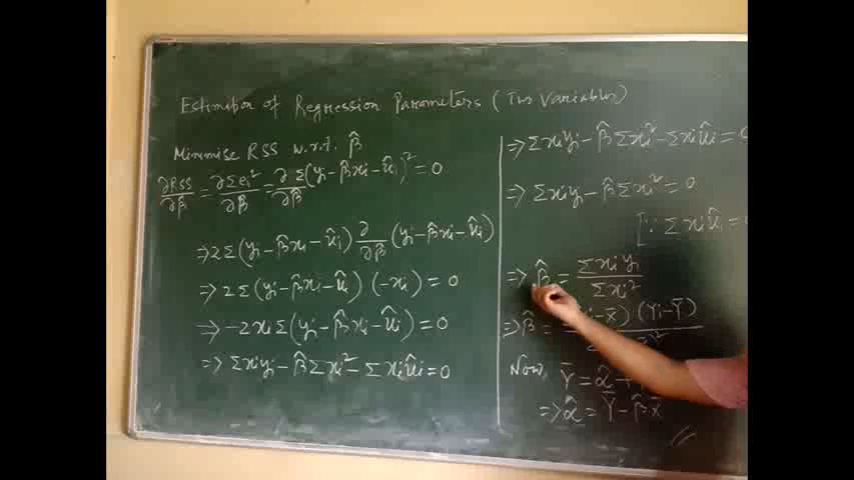 Estimation of Regression Parameters (Two Variables)
Minimise RSS w.r.t. β̂
∂RSS/∂β̂ = ∂Σei²/∂β̂ = ∂/∂β̂ Σ(yi - β̂xi - ûi)² = 0
⇒ 2Σ(yi - β̂xi - ûi) ∂/∂β̂ (yi - β̂xi - ûi)
⇒ 2Σ(yi - β̂xi - ûi) (-xi) = 0
⇒ -2xiΣ(yi - β̂xi - ûi) = 0
⇒ Σxiyi - β̂Σxi² - Σxiûi = 0
⇒ Σxiyi - β̂Σxi² - Σxiûi = 0
⇒ Σxiyi - β̂Σxi² = 0
[∵ Σxiûi =
⇒ β̂ = Σxiyi / Σxi²
⇒ β̂ = i - X̄) (Yi - Ȳ)
Now, Ȳ = α̂ +
⇒ α̂ = Ȳ - β̂X̄